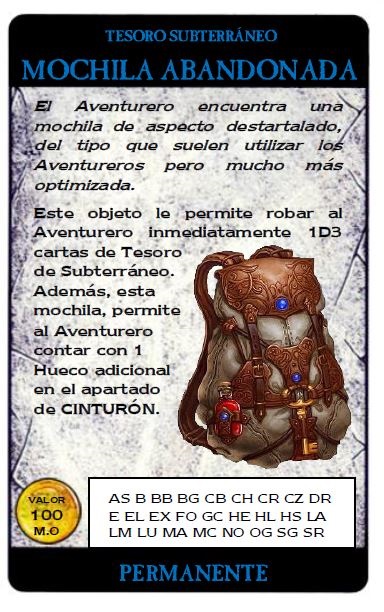 TESORO SUBTERRÁNEO
MOCHILA ABANDONADA
El Aventurero encuentra una
mochila de aspecto destartalado,
del tipo que suelen utilizar los
Aventureros pero mucho más
optimizada.
Este objeto le permite robar al
Aventurero inmediatamente 1D3
cartas de Tesoro
de Subterráneo.
Además, esta
mochila, permite
al Aventurero
contar con 1
Hueco adicional
en el apartado
de CINTURÓN.
VALOR
100
M.O
AS B BB BG CB CH CR CZ DR
E EL EX FO GC HE HL HS LA
LM LU MA MC NO OG SG SR
PERMANENTE